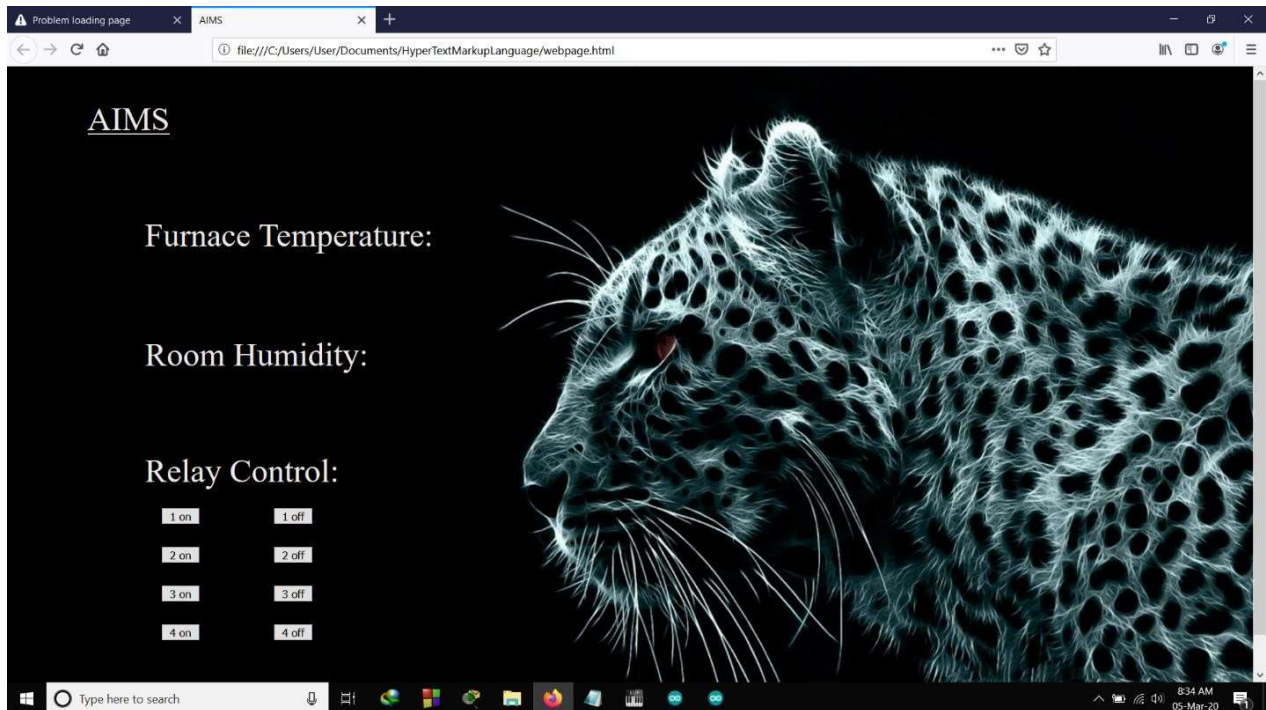 Problem loading page
AIMS
file:///C:/Users/User/Documents/HyperTextMarkupLanguage/webpage.html
AIMS
Furnace Temperature:
Room Humidity:
Relay Control:
1 on 1 off
2 on 2 off
3 on 3 off
4 on 4 off
Type here to search
8:34 AM
05-Mar-20